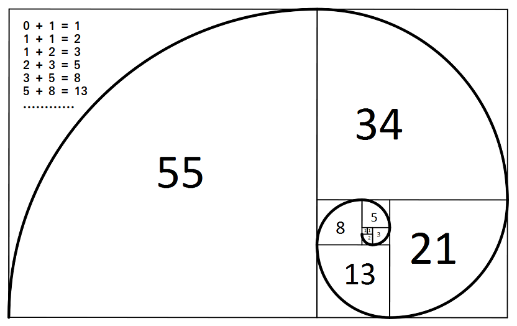 0 + 1 = 1
1 + 1 = 2
1 + 2 = 3
2 + 3 = 5
3 + 5 = 8
5 + 8 = 13
............
34
55
5
8
3
21
13